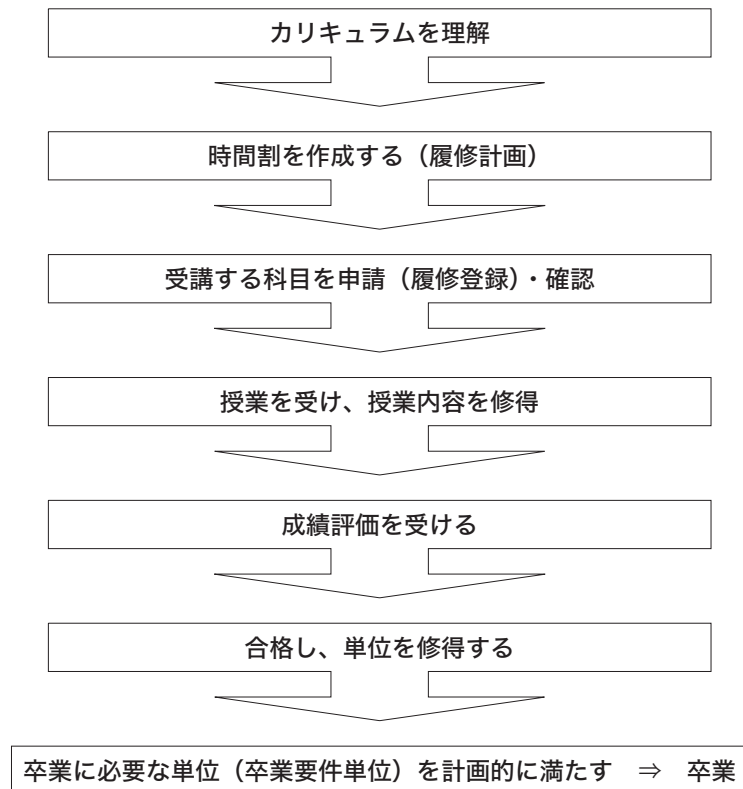 カリキュラムを理解
時間割を作成する（履修計画）
受講する科目を申請（履修登録）・確認
授業を受け、授業内容を修得
成績評価を受ける
合格し、単位を修得する
卒業に必要な単位（卒業要件単位）を計画的に満たす　⇒　卒業